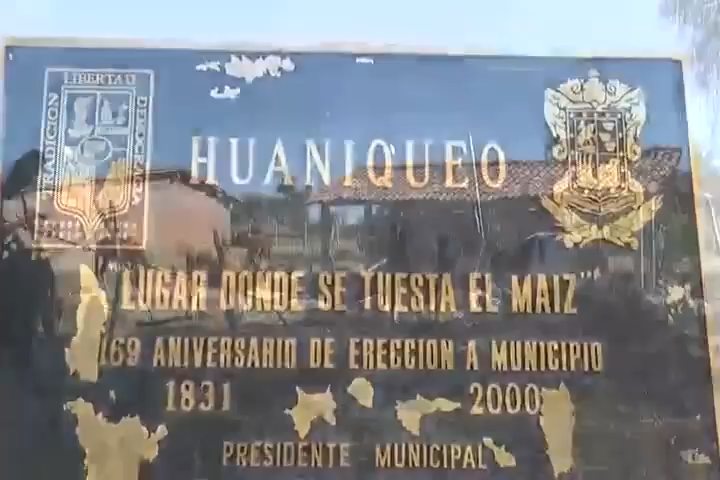 LIBERTAD
TRADICION
DEMOCRACIA
HUANIQUEO
"LUGAR DONDE SE TUESTA EL MAIZ"
169 ANIVERSARIO DE ERECCION A MUNICIPIO
1831 2000
PRESIDENTE MUNICIPAL